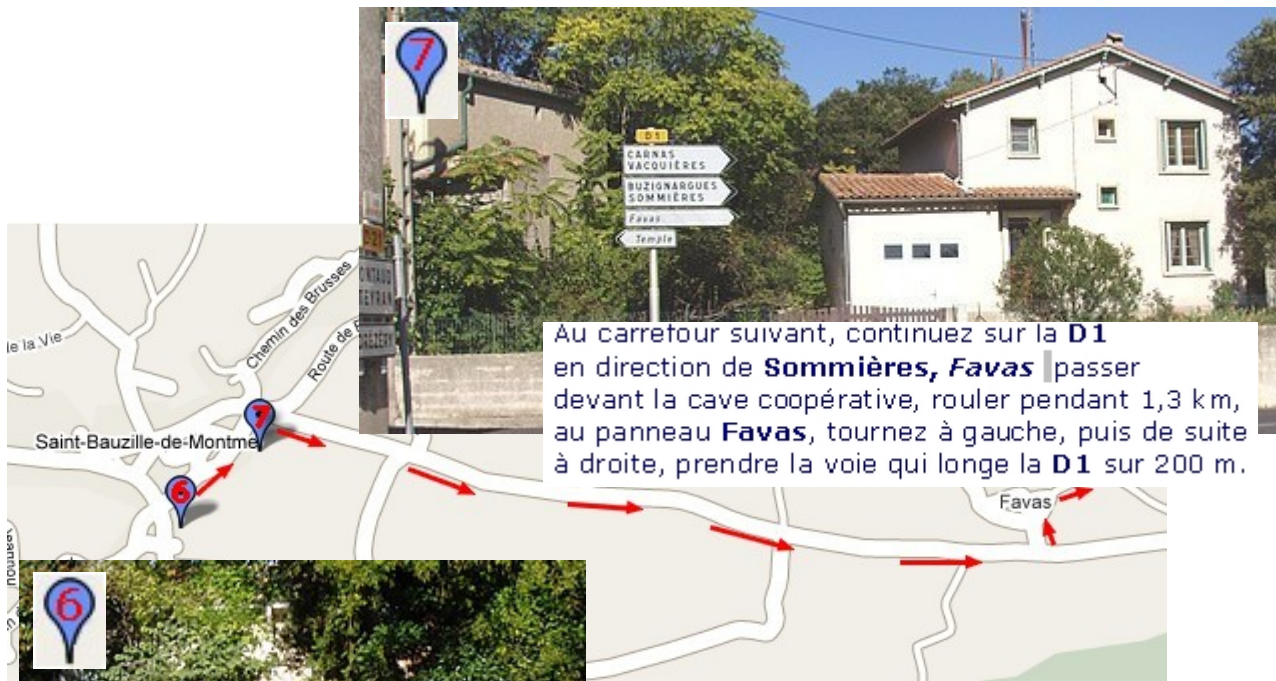 7
D1
CARNAS
VACQUIÈRES
BUZIGNARGUES
SOMMIÈRES
Favas
Temple
D 21
Au carrefour suivant, continuez sur la D1
en direction de Sommières, Favas passer
devant la cave coopérative, rouler pendant 1,3 km,
au panneau Favas, tournez à gauche, puis de suite
à droite, prendre la voie qui longe la D1 sur 200 m.
Chemin des Brusses
Route de
de la Vie
7
Saint-Bauzille-de-Montme
6
Favas
6